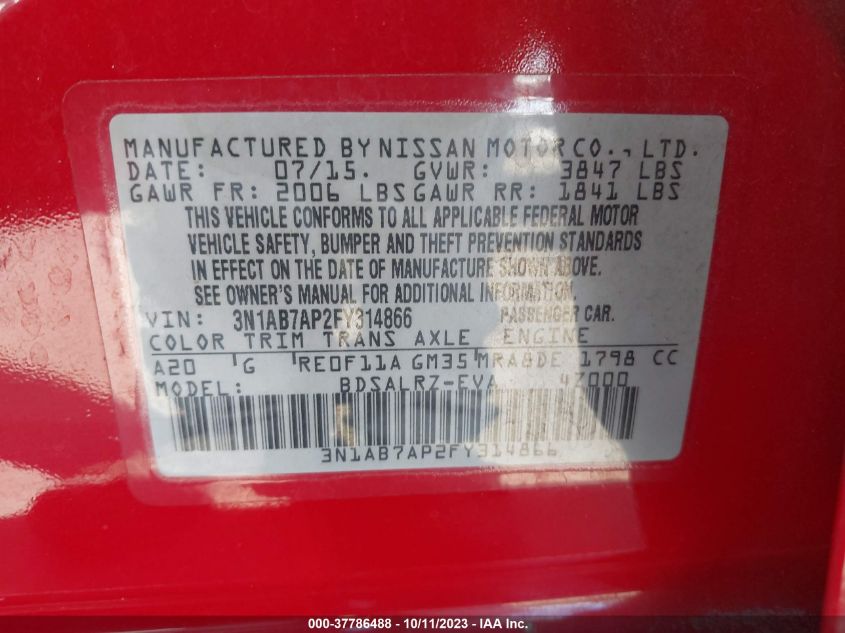 MANUFACTURED BY NISSAN MOTOR CO., LTD.
DATE: 07/15. GVWR: 3847 LBS
GAWR FR: 2006 LBS GAWR RR: 1841 LBS
THIS VEHICLE CONFORMS TO ALL APPLICABLE FEDERAL MOTOR
VEHICLE SAFETY, BUMPER AND THEFT PREVENTION STANDARDS
IN EFFECT ON THE DATE OF MANUFACTURE SHOWN ABOVE.
SEE OWNER'S MANUAL FOR ADDITIONAL INFORMATION.
VIN: 3N1AB7AP2FY314866 PASSENGER CAR.
COLOR TRIM TRANS AXLE ENGINE
A20 G RE0F11A GM35 MRA8DE 1798 CC
MODEL: BDSALRZ-EVA 4Z000
3N1AB7AP2FY314866
000-37786488 - 10/11/2023 - IAA Inc.